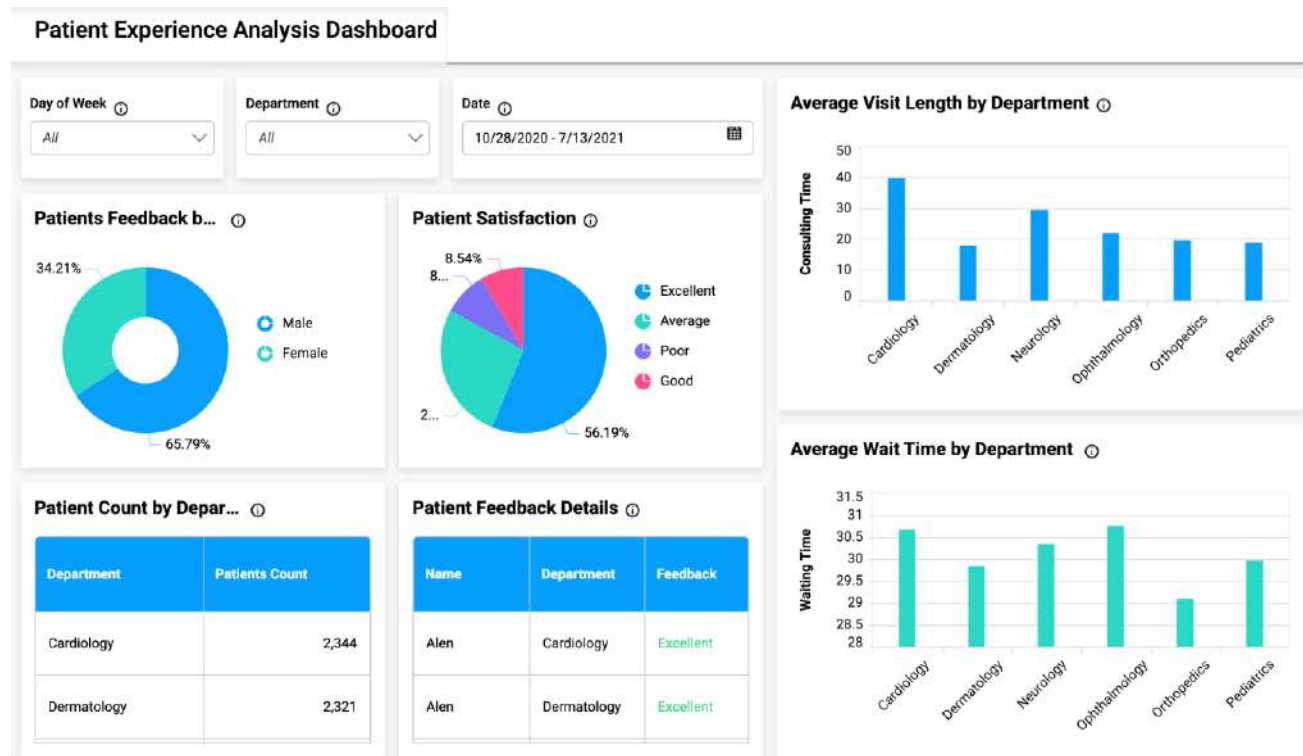 Patient Experience Analysis Dashboard
Day of Week
All
Department
All
Date
10/28/2020 - 7/13/2021
Patients Feedback b...
34.21%
65.79%
Male
Female
Patient Satisfaction
8.54%
8...
2...
56.19%
Excellent
Average
Poor
Good
Patient Count by Depar...
Department Patients Count
Cardiology 2,344
Dermatology 2,321
Patient Feedback Details
Name Department Feedback
Alen Cardiology Excellent
Alen Dermatology Excellent
Average Visit Length by Department
Consulting Time
50
40
30
20
10
0
Cardiology
Dermatology
Neurology
Ophthalmology
Orthopedics
Pediatrics
Average Wait Time by Department
Waiting Time
31.5
31
30.5
30
29.5
29
28.5
28
Cardiology
Dermatology
Neurology
Ophthalmology
Orthopedics
Pediatrics